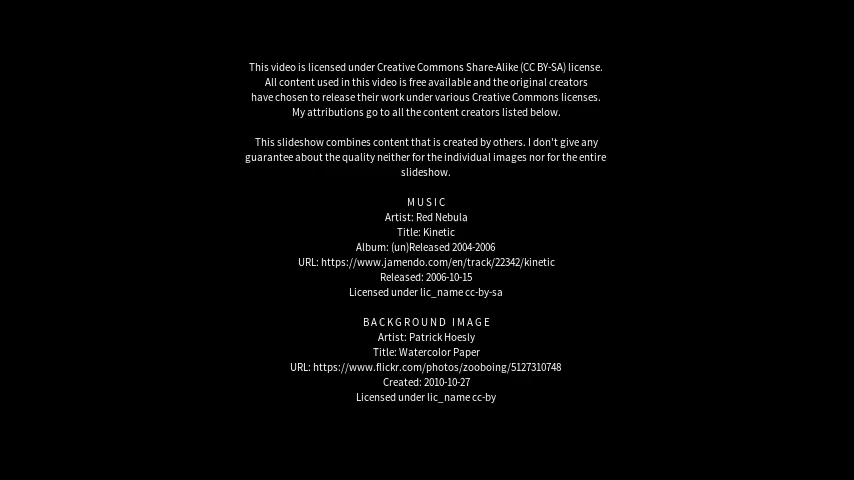 This video is licensed under Creative Commons Share-Alike (CC BY-SA) license.
All content used in this video is free available and the original creators
have chosen to release their work under various Creative Commons licenses.
My attributions go to all the content creators listed below.
This slideshow combines content that is created by others. I don't give any
guarantee about the quality neither for the individual images nor for the entire
slideshow.
MUSIC
Artist: Red Nebula
Title: Kinetic
Album: (un)Released 2004-2006
URL: https://www.jamendo.com/en/track/22342/kinetic
Released: 2006-10-15
Licensed under lic_name cc-by-sa
BACKGROUND IMAGE
Artist: Patrick Hoesly
Title: Watercolor Paper
URL: https://www.flickr.com/photos/zooboing/5127310748
Created: 2010-10-27
Licensed under lic_name cc-by